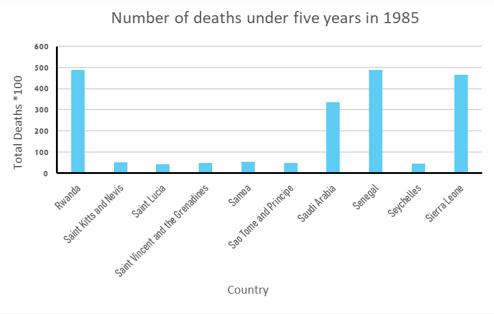 Number of deaths under five years in 1985
Total Deaths *100
600
500
400
300
200
100
0
Rwanda
Saint Kitts and Nevis
Saint Lucia
Saint Vincent and the Grenadines
Samoa
Sao Tome and Principe
Saudi Arabia
Senegal
Seychelles
Sierra Leone
Country